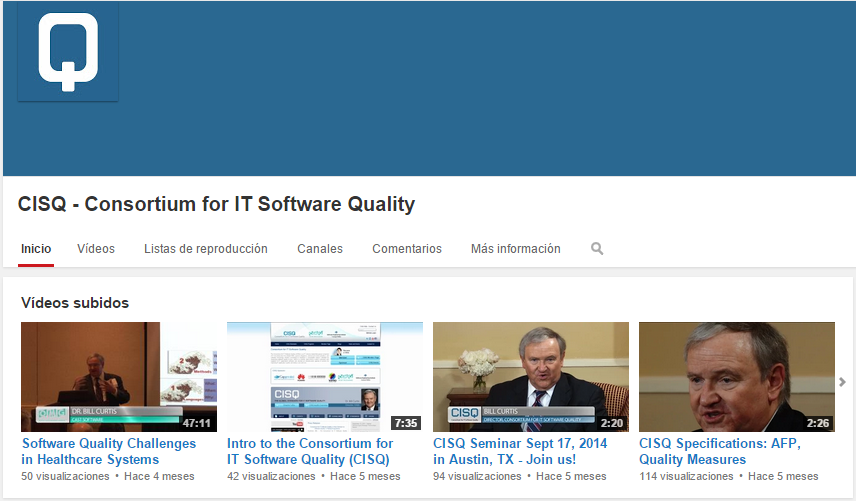 Q
CISQ - Consortium for IT Software Quality
Inicio Vídeos Listas de reproducción Canales Comentarios Más información
Vídeos subidos
DR. BILL CURTIS
CAST SOFTWARE
47:11
CISQ
7:35
CISQ
BILL CURTIS
DIRECTOR, CONSORTIUM FOR IT SOFTWARE QUALITY
2:20
2:26
Software Quality Challenges
in Healthcare Systems
50 visualizaciones • Hace 4 meses
Intro to the Consortium for
IT Software Quality (CISQ)
42 visualizaciones • Hace 5 meses
CISQ Seminar Sept 17, 2014
in Austin, TX - Join us!
94 visualizaciones • Hace 5 meses
CISQ Specifications: AFP,
Quality Measures
114 visualizaciones • Hace 5 meses